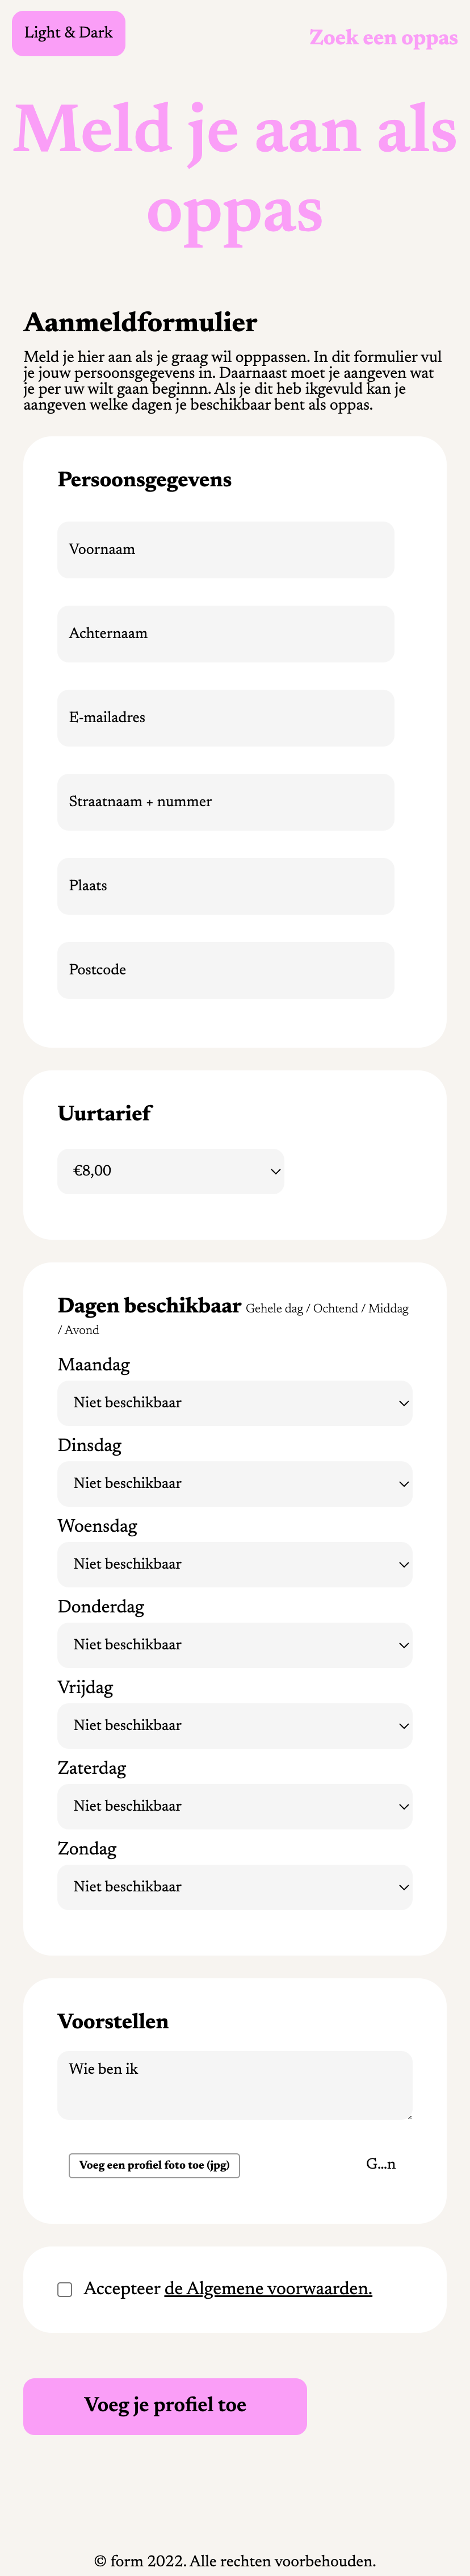 Light & Dark
Zoek een oppas
Meld je aan als
oppas
Aanmeldformulier
Meld je hier aan als je graag wil opppassen. In dit formulier vul
je jouw persoonsgegevens in. Daarnaast moet je aangeven wat
je per uw wilt gaan beginnn. Als je dit heb ikgevuld kan je
aangeven welke dagen je beschikbaar bent als oppas.
Persoonsgegevens
Voornaam
Achternaam
E-mailadres
Straatnaam + nummer
Plaats
Postcode
Uurtarief
€8,00
Dagen beschikbaar Gehele dag / Ochtend / Middag
/ Avond
Maandag
Niet beschikbaar
Dinsdag
Niet beschikbaar
Woensdag
Niet beschikbaar
Donderdag
Niet beschikbaar
Vrijdag
Niet beschikbaar
Zaterdag
Niet beschikbaar
Zondag
Niet beschikbaar
Voorstellen
Wie ben ik
Voeg een profiel foto toe (jpg)
G...n
Accepteer de Algemene voorwaarden.
Voeg je profiel toe
© form 2022. Alle rechten voorbehouden.